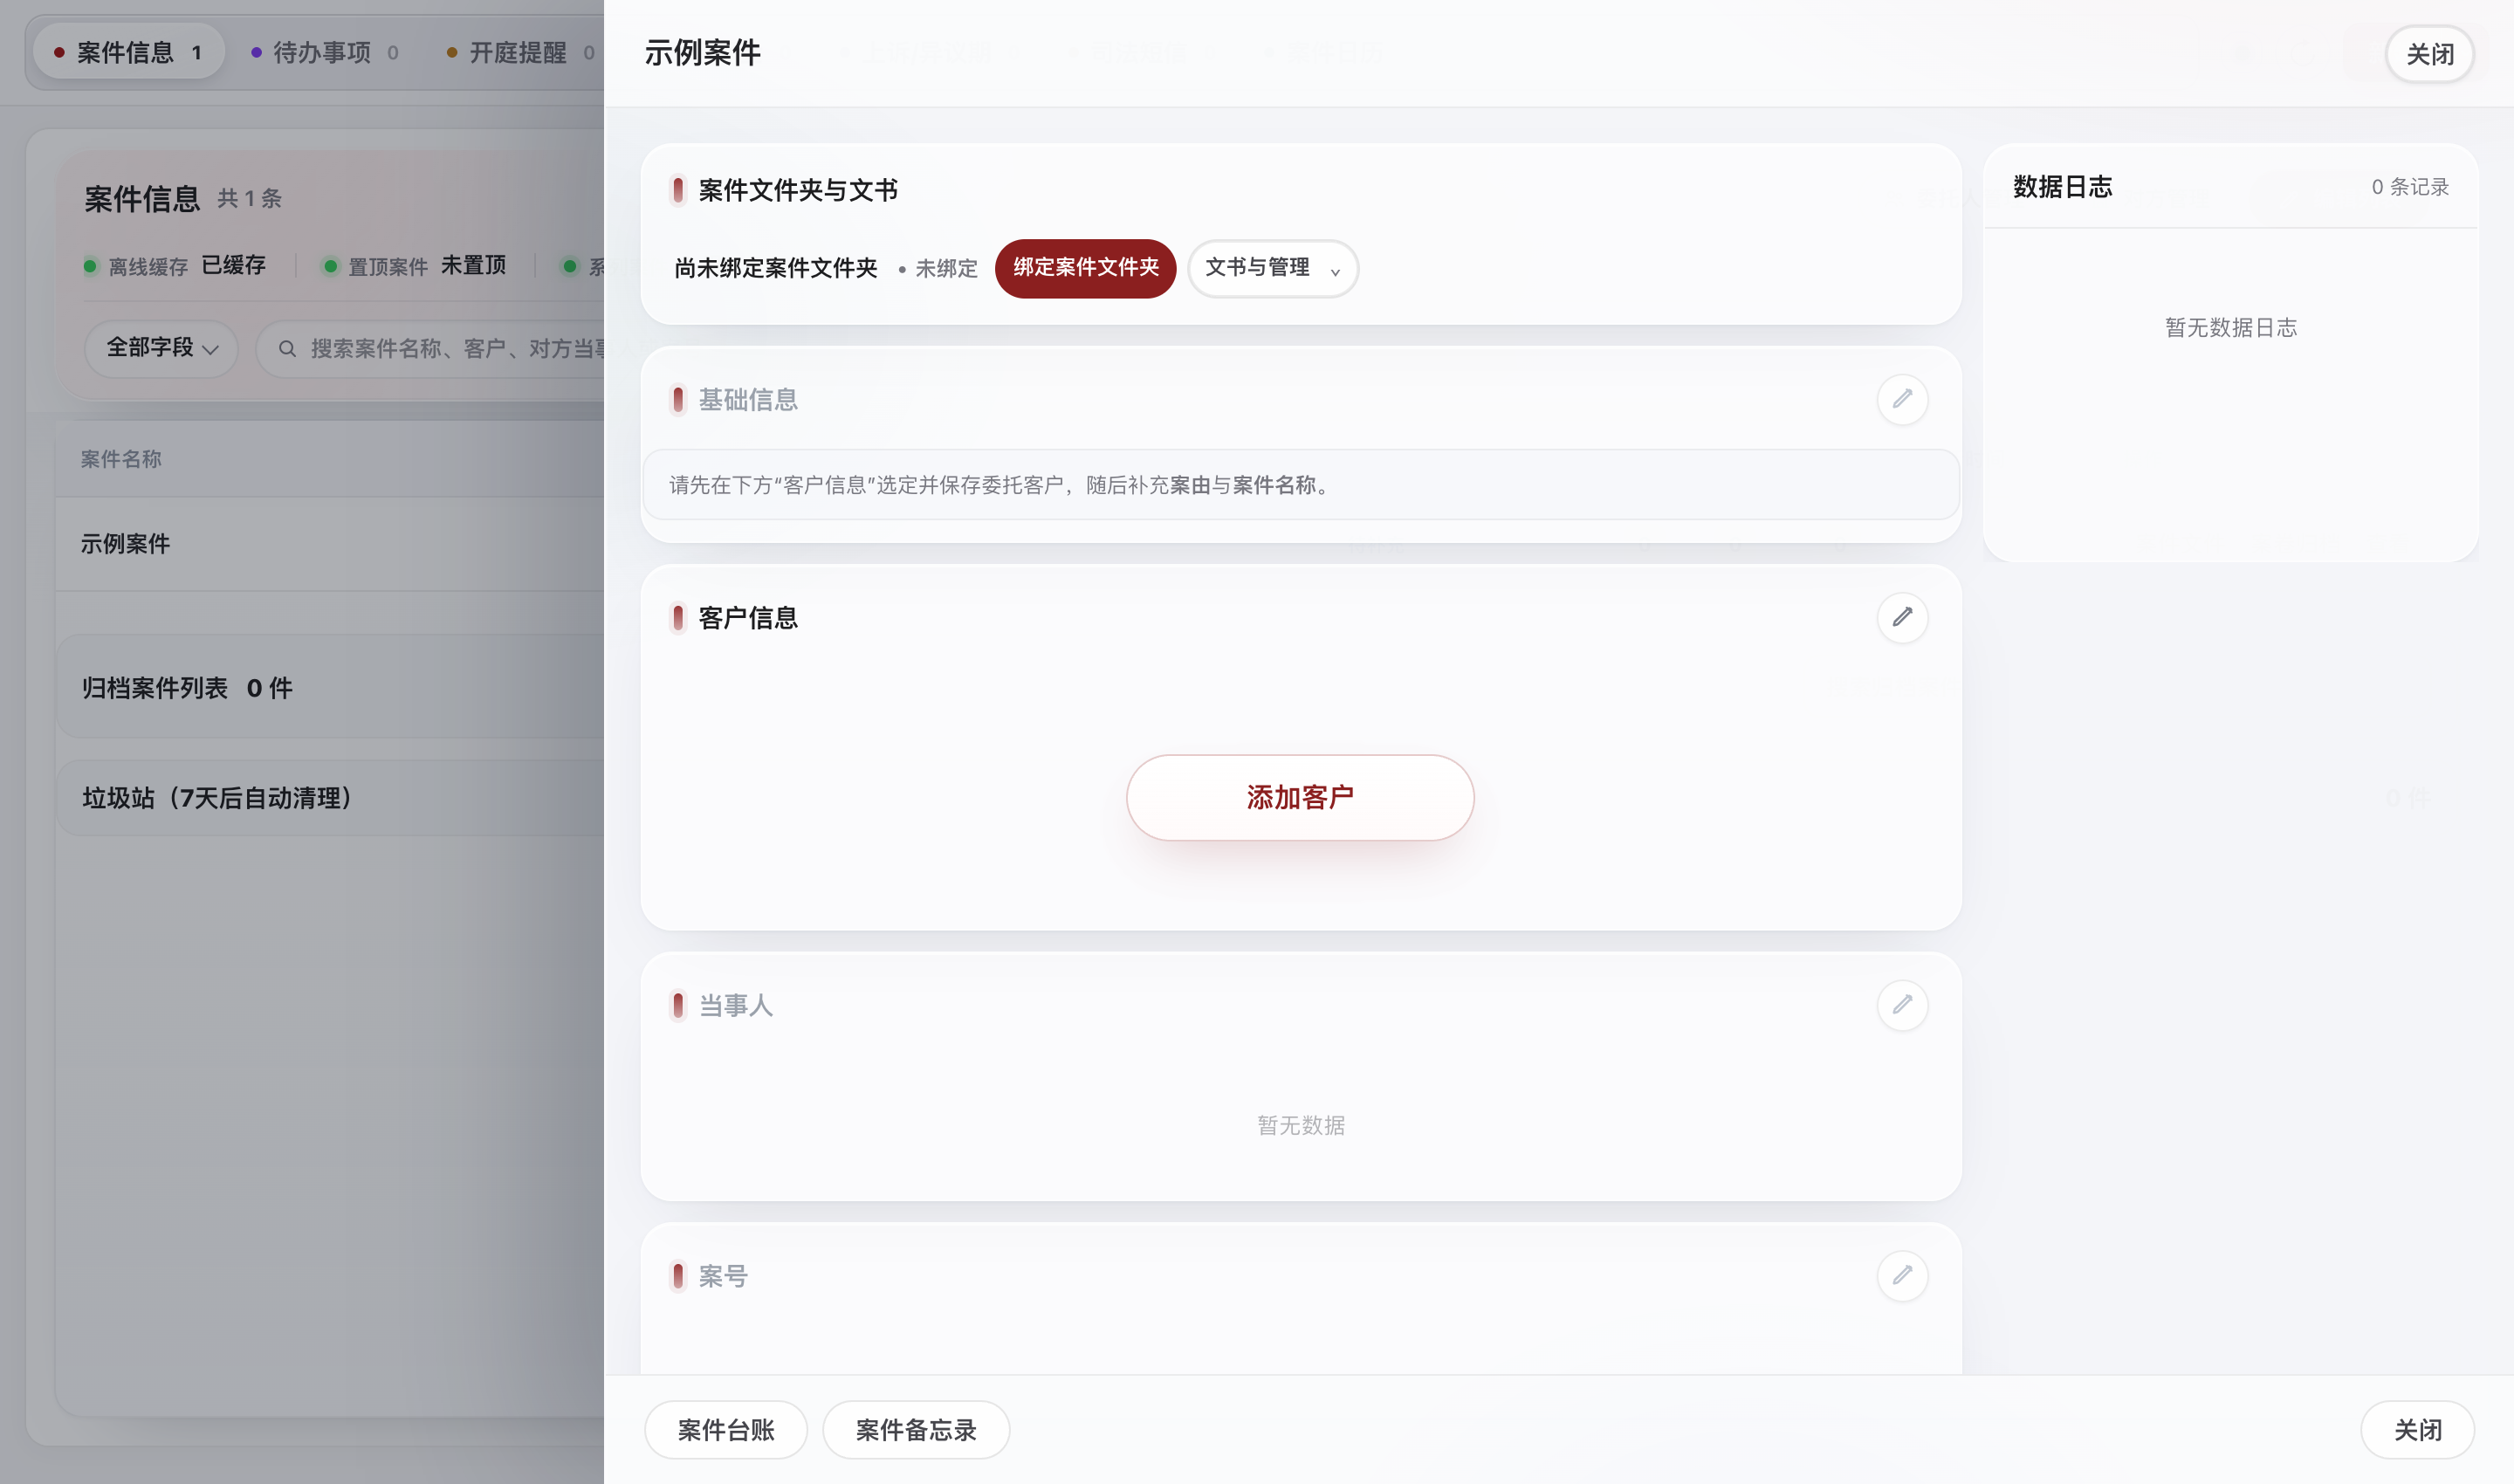 案件信息 1 待办事项 0 开庭提醒 0
案件信息 共 1 条
离线缓存 已缓存 置顶案件 未置顶
全部字段 搜索案件名称、客户、对方当
案件名称
示例案件
归档案件列表 0 件
垃圾站（7天后自动清理）
示例案件 关闭
案件文件夹与文书
尚未绑定案件文件夹 • 未绑定 绑定案件文件夹 文书与管理
基础信息
请先在下方“客户信息”选定并保存委托客户，随后补充案由与案件名称。
客户信息
添加客户
当事人
暂无数据
案号
数据日志 0 条记录
暂无数据日志
0 件
案件台账 案件备忘录 关闭